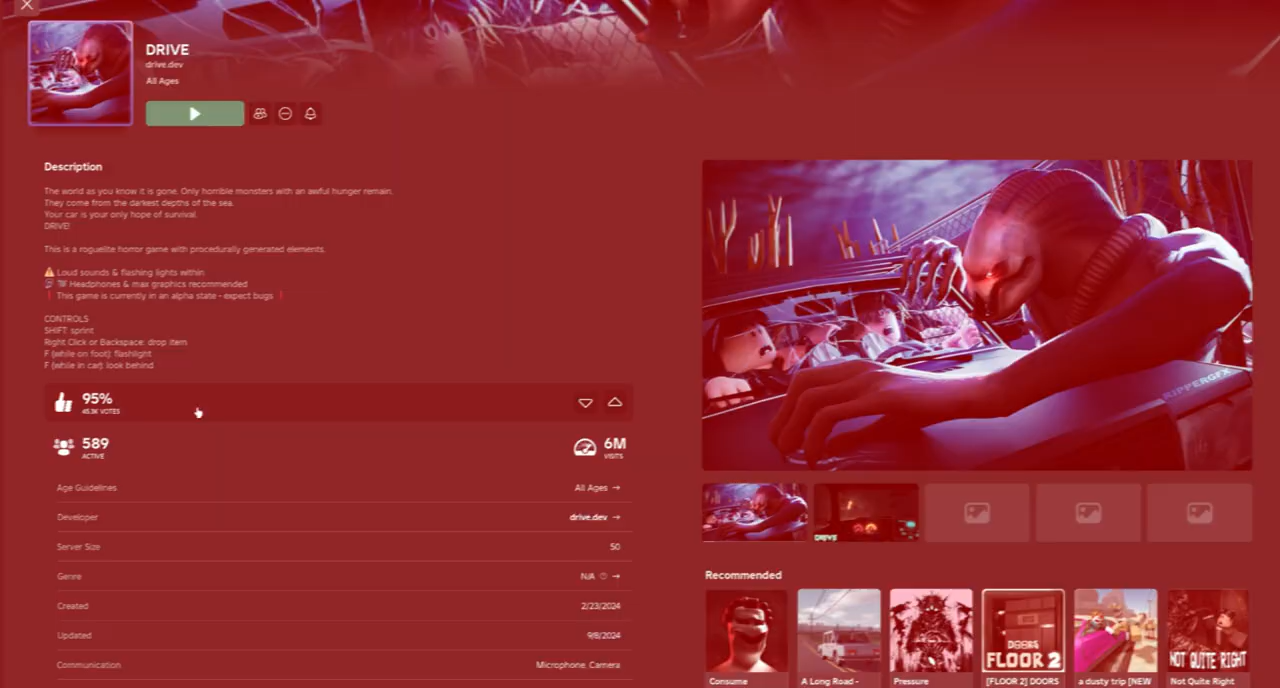 DRIVE
drive.dev
All Ages
Description
The world as you know it is gone. Only horrible monsters with an awful hunger remain.
They come from the darkest depths of the sea.
Your car is your only hope of survival.
DRIVE!
This is a roguelite horror game with procedurally generated elements.
⚠️ Loud sounds & flashing lights within
🎧 💯 Headphones & max graphics recommended
❗ This game is currently in an alpha state - expect bugs ❗
CONTROLS
SHIFT: sprint
Right Click or Backspace: drop item
F (while on foot): flashlight
F (while in car): look behind
95%
45.3K VOTES
589
ACTIVE
6M
VISITS
Age Guidelines All Ages →
Developer drive.dev →
Server Size 50
Genre N/A →
Created 2/23/2024
Updated 9/8/2024
Communication Microphone, Camera
RIPPERGFX
DRIVE
Recommended
DOORS
FLOOR 2
NOT QUITE RIGHT
Consume
A Long Road -
Pressure
[FLOOR 2] DOORS
a dusty trip [NEW
Not Quite Right